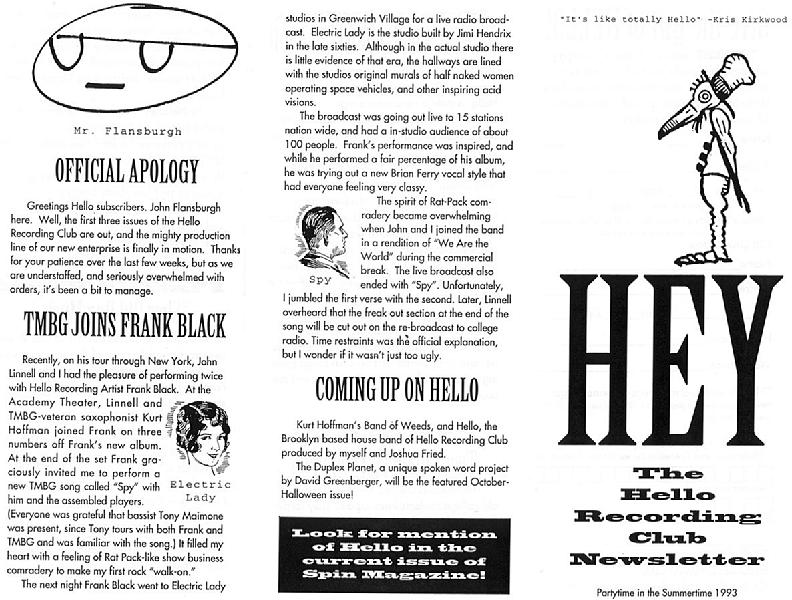 Mr. Flansburgh
OFFICIAL APOLOGY
Greetings Hello subscribers. John Flansburgh
here. Well, the first three issues of the Hello
Recording Club are out, and the mighty production
line of our new enterprise is finally in motion. Thanks
for your patience over the last few weeks, but as we
are understaffed, and seriously overwhelmed with
orders, it's been a bit to manage.
TMBG JOINS FRANK BLACK
Recently, on his tour through New York, John
Linnell and I had the pleasure of performing twice
with Hello Recording Artist Frank Black. At the
Academy Theater, Linnell and
TMBG-veteran saxophonist Kurt
Hoffman joined Frank on three
numbers off Frank's new album.
At the end of the set Frank gra-
ciously invited me to perform a
new TMBG song called "Spy" with
him and the assembled players.
Electric
Lady
(Everyone was grateful that bassist Tony Maimone
was present, since Tony tours with both Frank and
TMBG and was familiar with the song.) It filled my
heart with a feeling of Rat Pack-like show business
comradery to make my first rock "walk-on."
The next night Frank Black went to Electric Lady
studios in Greenwich Village for a live radio broad-
cast. Electric Lady is the studio built by Jimi Hendrix
in the late sixties. Although in the actual studio there
is little evidence of that era, the hallways are lined
with the studios original murals of half naked women
operating space vehicles, and other inspiring acid
visions.
The broadcast was going out live to 15 stations
nation wide, and had a in-studio audience of about
100 people. Frank's performance was inspired, and
while he performed a fair percentage of his album,
he was trying out a new Brian Ferry vocal style that
had everyone feeling very classy.
The spirit of Rat-Pack com-
radery became overwhelming
when John and I joined the band
in a rendition of "We Are the
World" during the commercial
break. The live broadcast also
ended with "Spy". Unfortunately,
Spy
I jumbled the first verse with the second. Later, Linnell
overheard that the freak out section at the end of the
song will be cut out on the re-broadcast to college
radio. Time restraints was the official explanation,
but I wonder if it wasn't just too ugly.
COMING UP ON HELLO
Kurt Hoffman's Band of Weeds, and Hello, the
Brooklyn based house band of Hello Recording Club
produced by myself and Joshua Fried.
The Duplex Planet, a unique spoken word project
by David Greenberger, will be the featured October-
Halloween issue!
Look for mention
of Hello in the
current issue of
Spin Magazine!
"It's like totally Hello" -Kris Kirkwood
HEY
The
Hello
Recording
Club
Newsletter
Partytime in the Summertime 1993